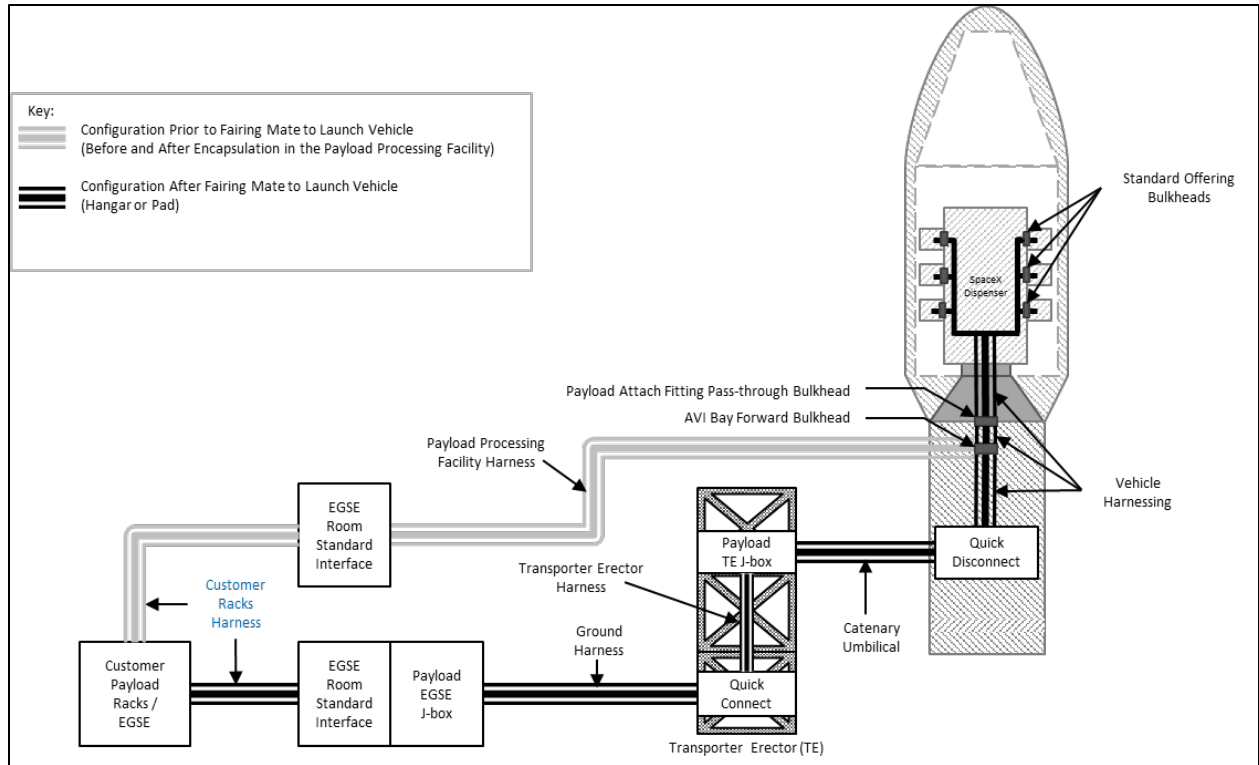 Key:
Configuration Prior to Fairing Mate to Launch Vehicle
(Before and After Encapsulation in the Payload Processing Facility)
Configuration After Fairing Mate to Launch Vehicle
(Hangar or Pad)
Standard Offering
Bulkheads
SpaceX
Dispenser
Payload Attach Fitting Pass-through Bulkhead
AVI Bay Forward Bulkhead
Payload Processing
Facility Harness
Vehicle
Harnessing
EGSE
Room
Standard
Interface
Payload
TE J-box
Quick
Disconnect
Transporter Erector
Harness
Customer
Racks
Harness
Catenary
Umbilical
Ground
Harness
Customer
Payload
Racks /
EGSE
EGSE
Room
Standard
Interface
Payload
EGSE
J-box
Quick
Connect
Transporter Erector (TE)